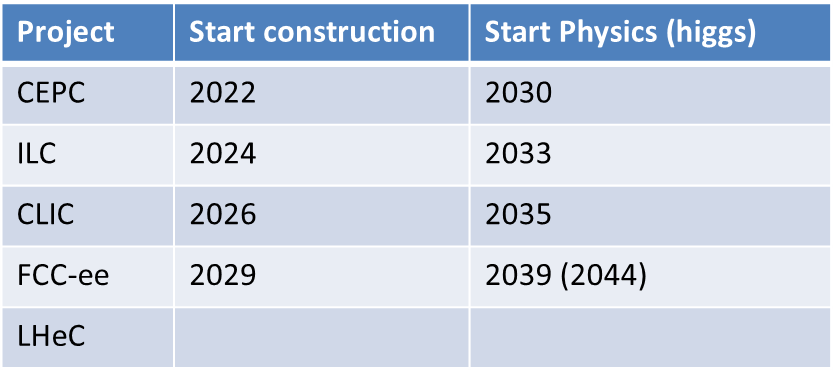 Project Start construction Start Physics (higgs)
CEPC 2022 2030
ILC 2024 2033
CLIC 2026 2035
FCC-ee 2029 2039 (2044)
LHeC